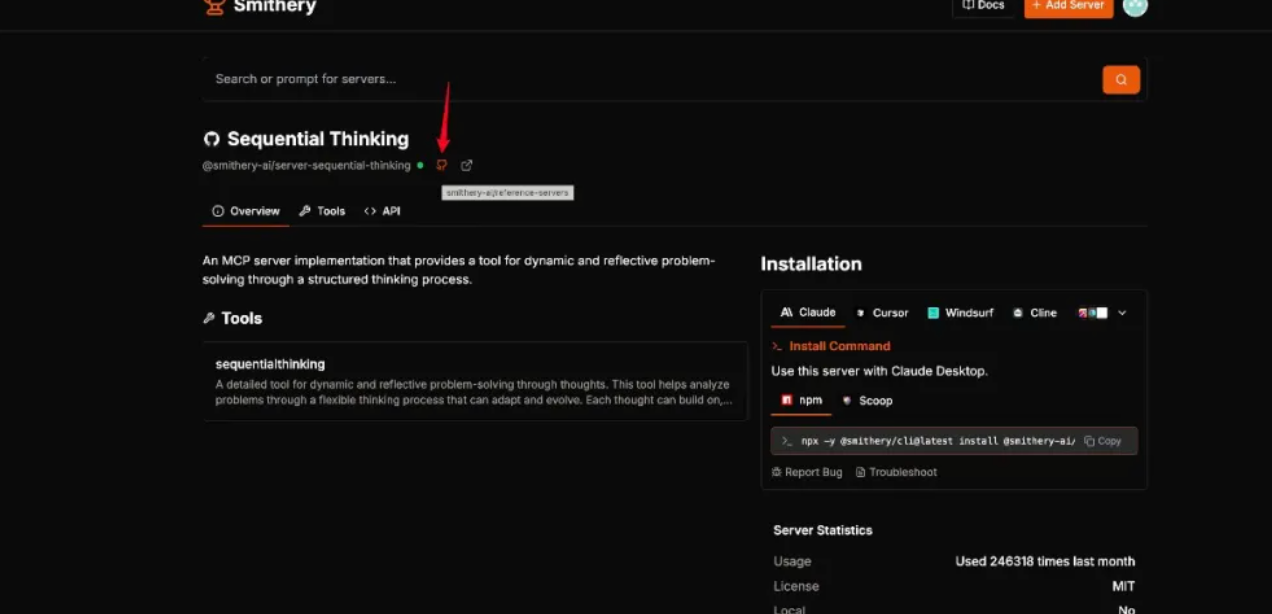 Smithery
Docs
+ Add Server
Search or prompt for servers...
Sequential Thinking
@smithery-ai/server-sequential-thinking
smithery-ai/reference-servers
Overview
Tools
<> API
An MCP server implementation that provides a tool for dynamic and reflective problem-
solving through a structured thinking process.
Tools
sequentialthinking
A detailed tool for dynamic and reflective problem-solving through thoughts. This tool helps analyze
problems through a flexible thinking process that can adapt and evolve. Each thought can build on,...
Installation
Claude
Cursor
Windsurf
Cline
>_ Install Command
Use this server with Claude Desktop.
npm
Scoop
>_ npx -y @smithery/cli@latest install @smithery-ai/
Copy
Report Bug
Troubleshoot
Server Statistics
Usage
Used 246318 times last month
License
MIT
Local
No